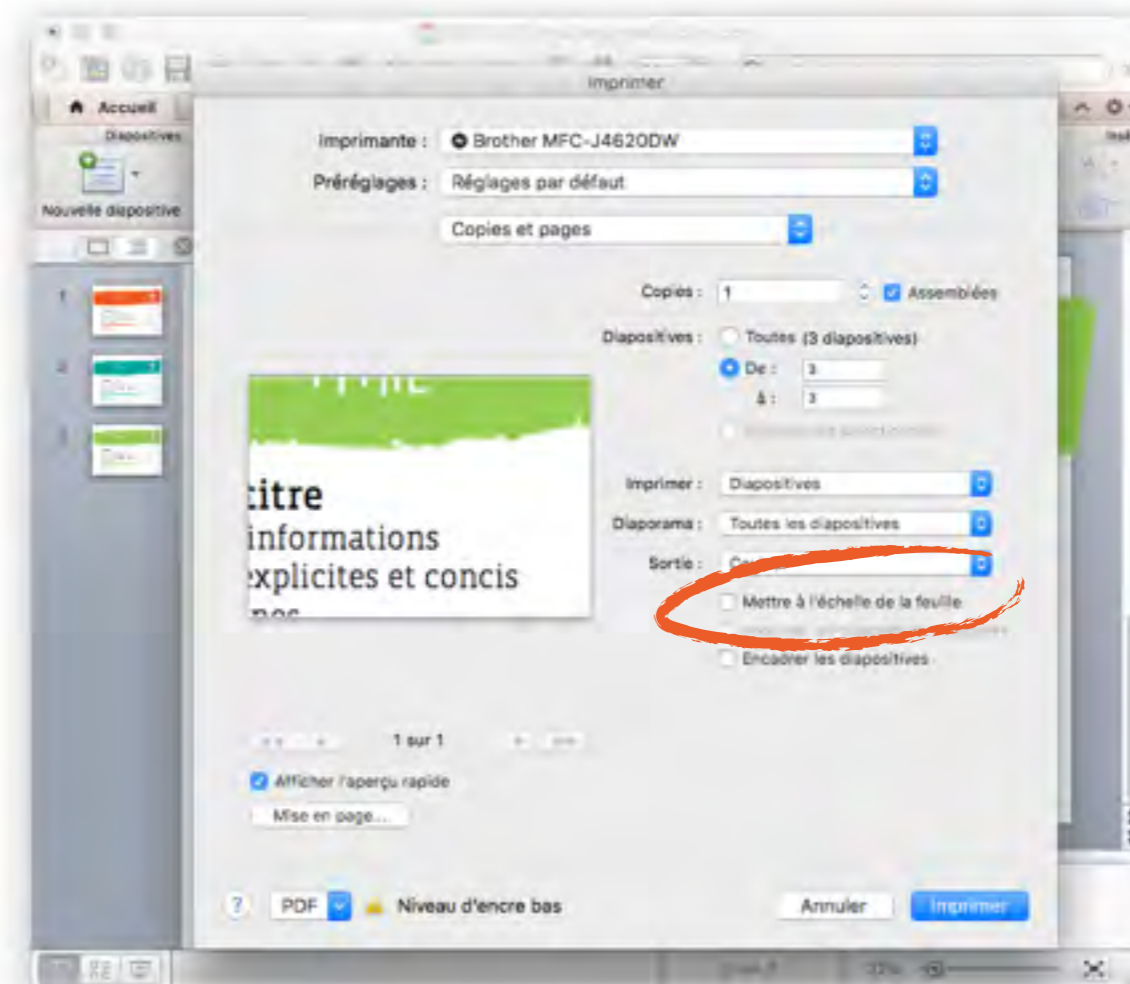 Imprimer
Accueil
Diapositives
Nouvelle diapositive
Imprimante : Brother MFC-J4620DW
Préréglages : Réglages par défaut
Copies et pages
Copies : 1 Assemblées
Diapositives : Toutes (3 diapositives)
De : 3
à : 3
1
2
3
titre
informations
explicites et concis
Imprimer : Diapositives
Diaporama : Toutes les diapositives
Sortie :
Mettre à l'échelle de la feuille
Encadrer les diapositives
1 sur 1
Afficher l'aperçu rapide
Mise en page...
? PDF Niveau d'encre bas Annuler Imprimer